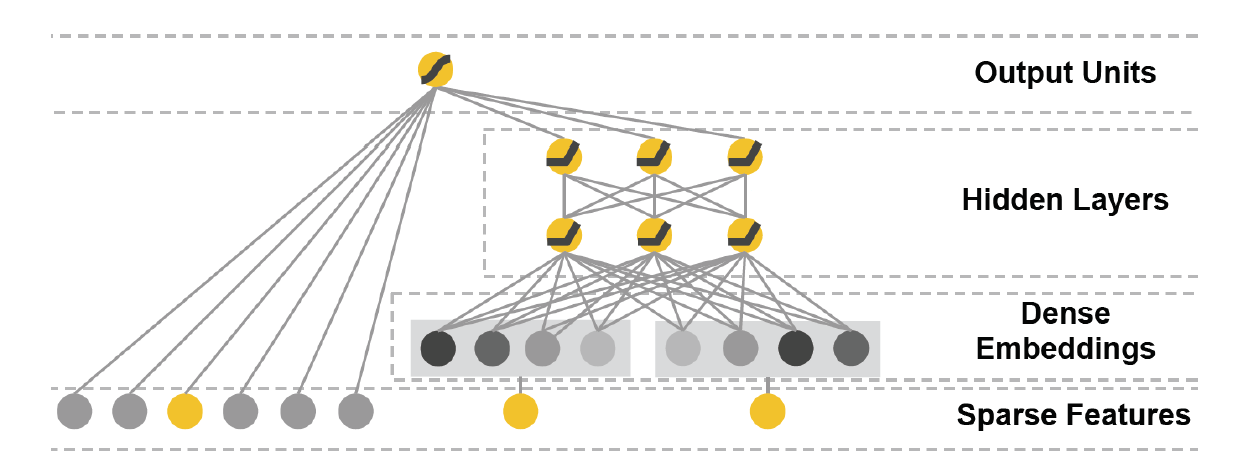 Output Units
Hidden Layers
Dense
Embeddings
Sparse Features